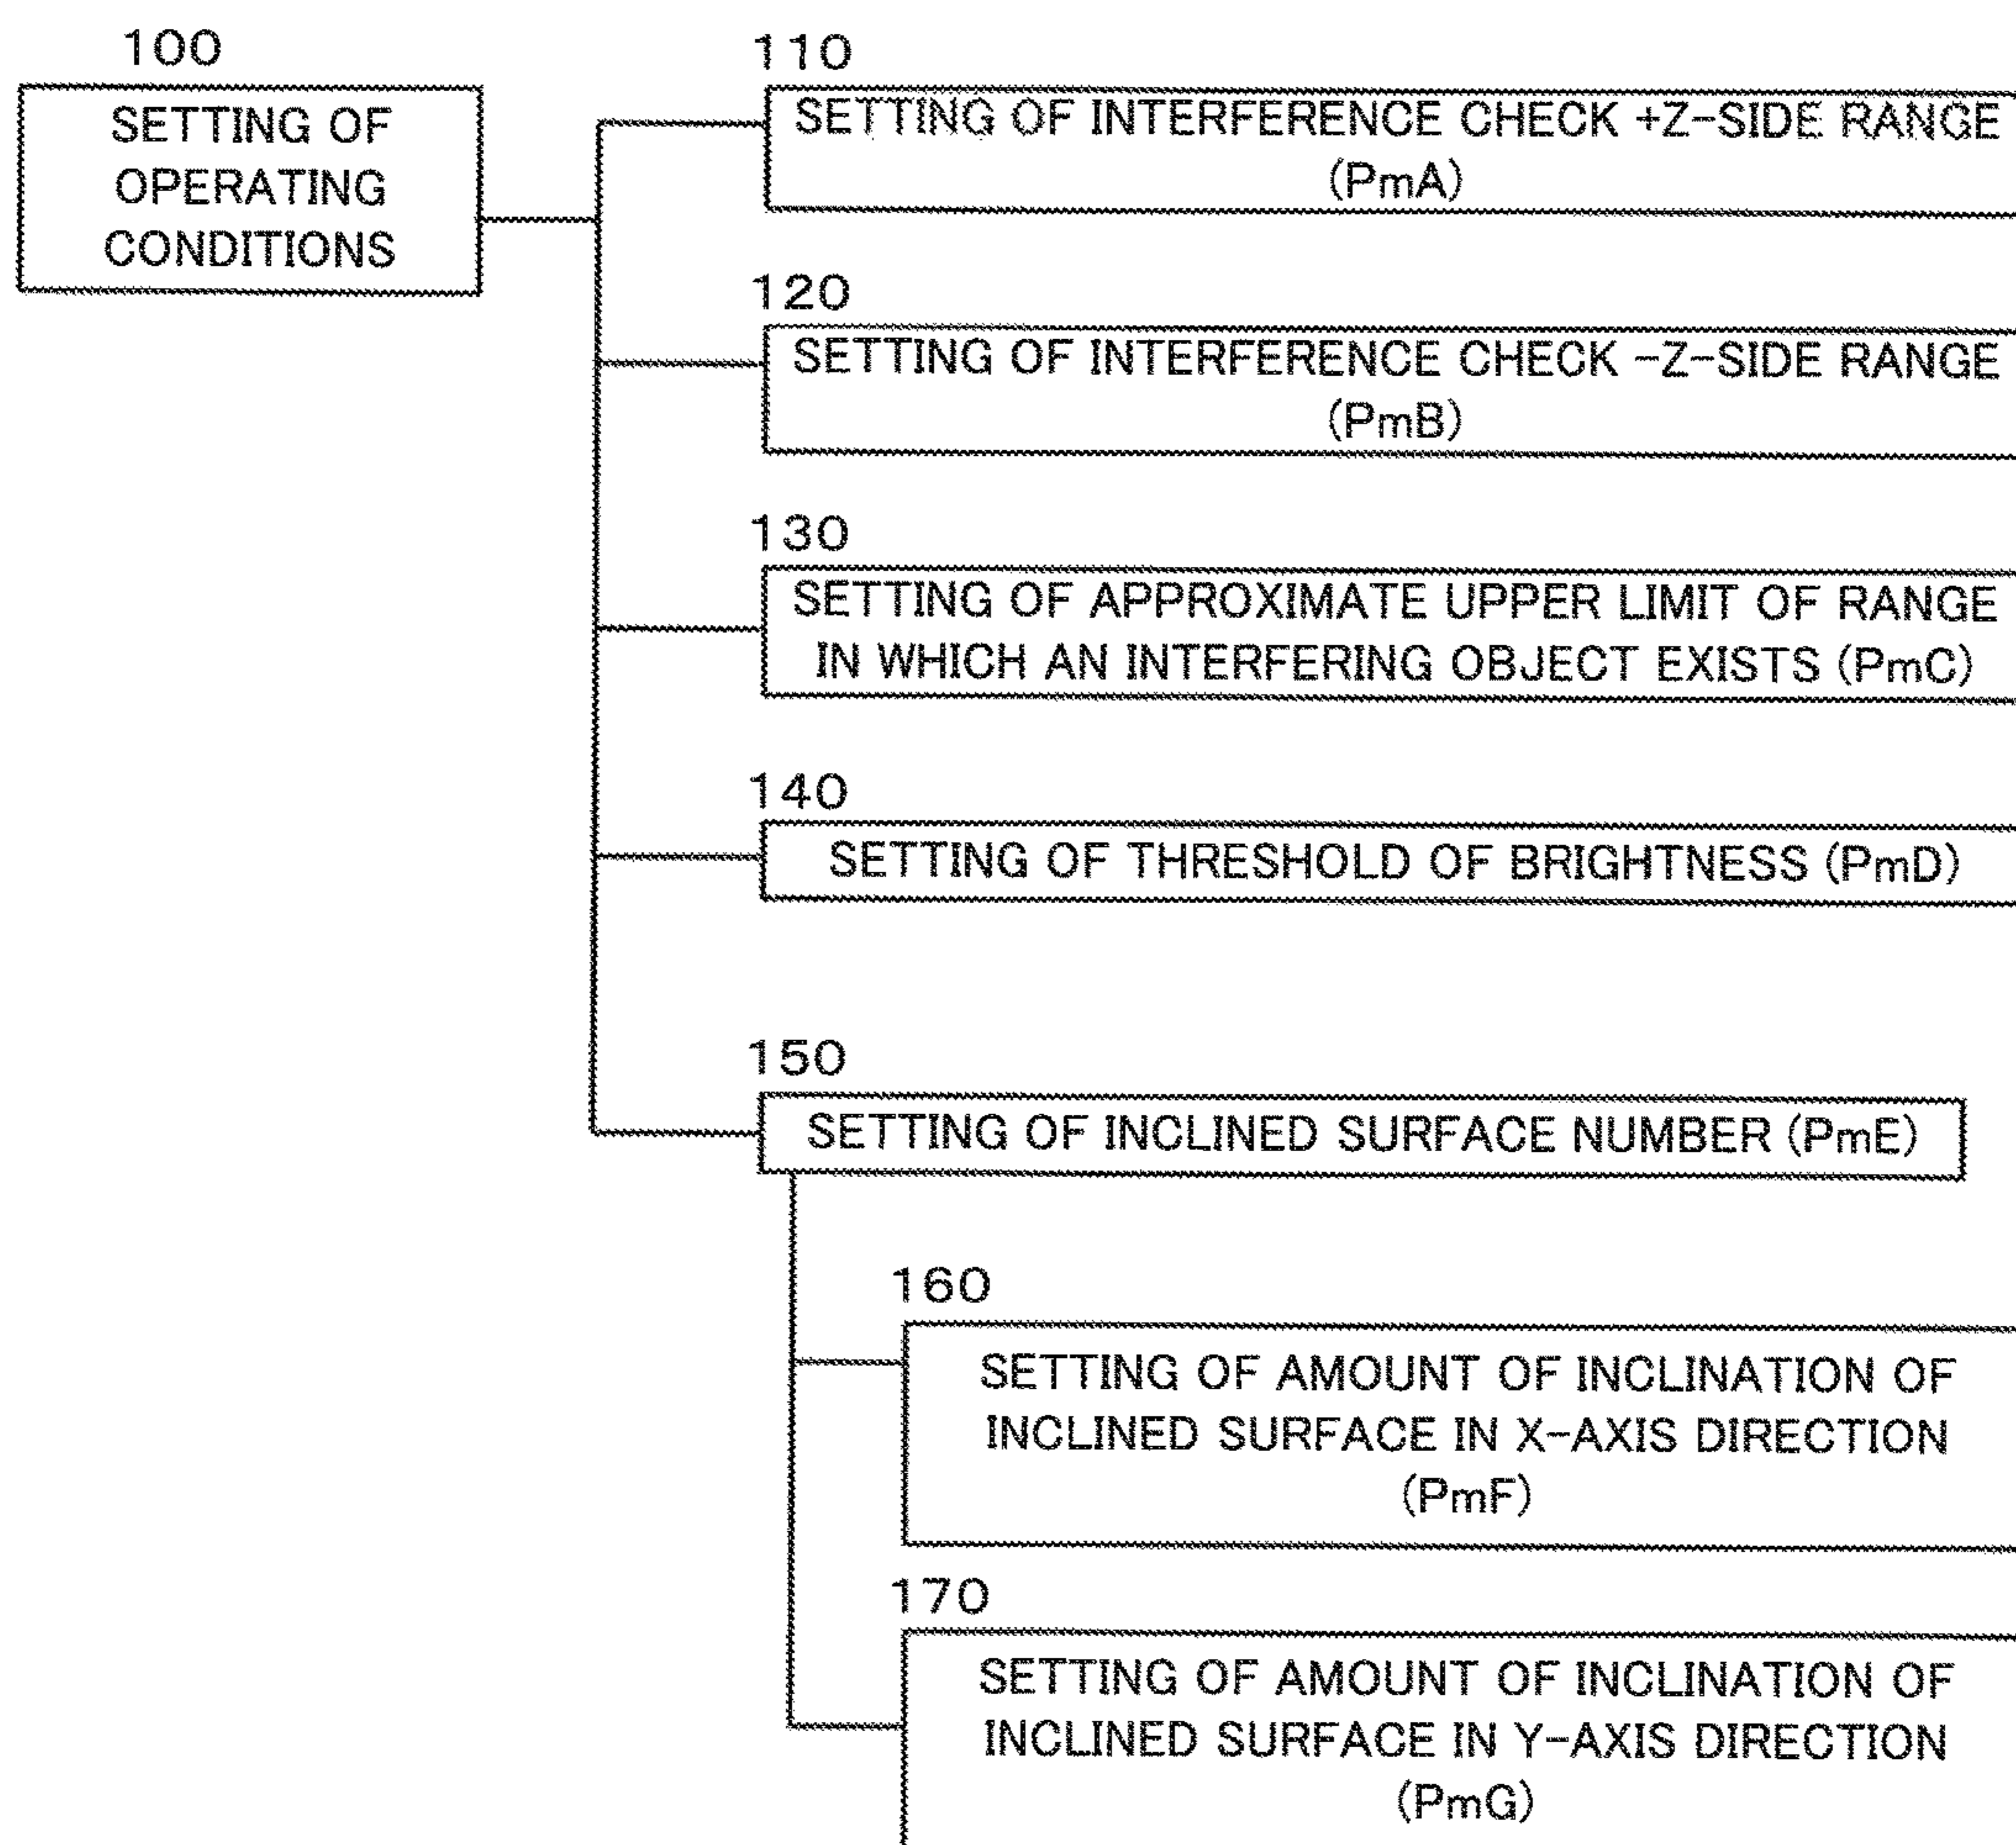 100
SETTING OF
OPERATING
CONDITIONS
110
SETTING OF INTERFERENCE CHECK +Z-SIDE RANGE
(PmA)
120
SETTING OF INTERFERENCE CHECK -Z-SIDE RANGE
(PmB)
130
SETTING OF APPROXIMATE UPPER LIMIT OF RANGE
IN WHICH AN INTERFERING OBJECT EXISTS (PmC)
140
SETTING OF THRESHOLD OF BRIGHTNESS (PmD)
150
SETTING OF INCLINED SURFACE NUMBER (PmE)
160
SETTING OF AMOUNT OF INCLINATION OF
INCLINED SURFACE IN X-AXIS DIRECTION
(PmF)
170
SETTING OF AMOUNT OF INCLINATION OF
INCLINED SURFACE IN Y-AXIS DIRECTION
(PmG)